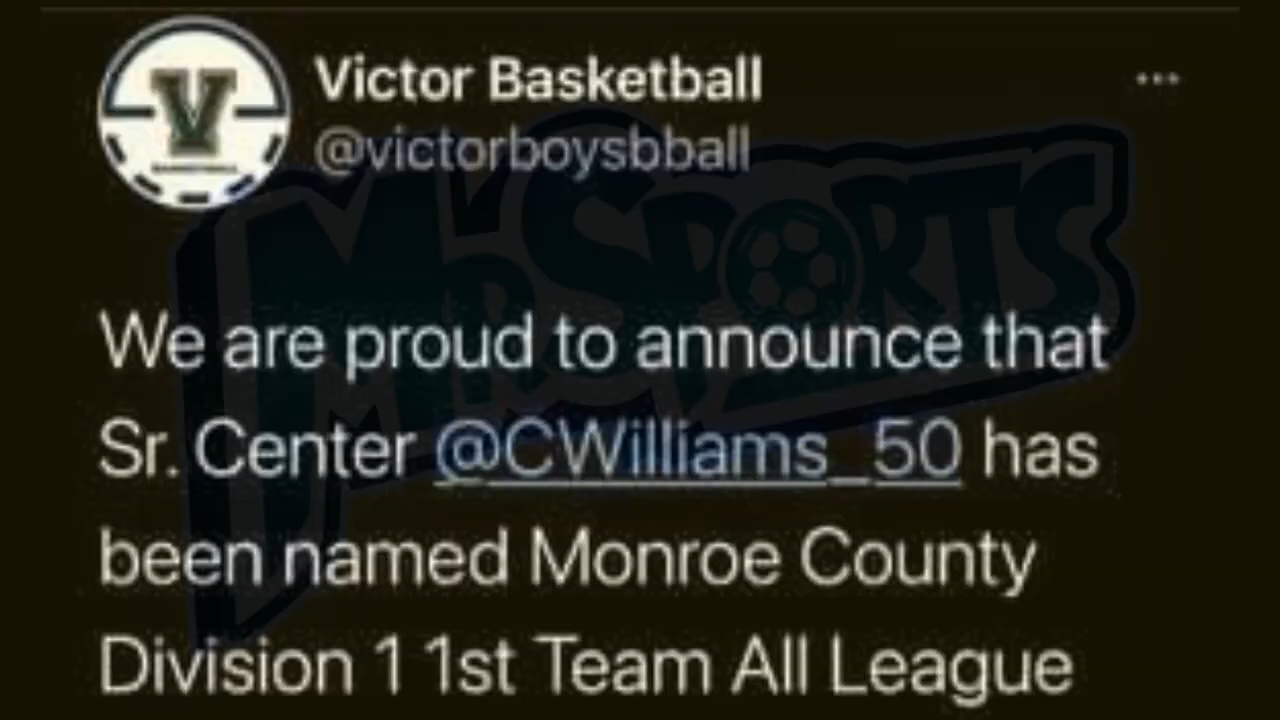 Victor Basketball
@victorboysbball
We are proud to announce that
Sr. Center @CWilliams_50 has
been named Monroe County
Division 1 1st Team All League
MrSports
V